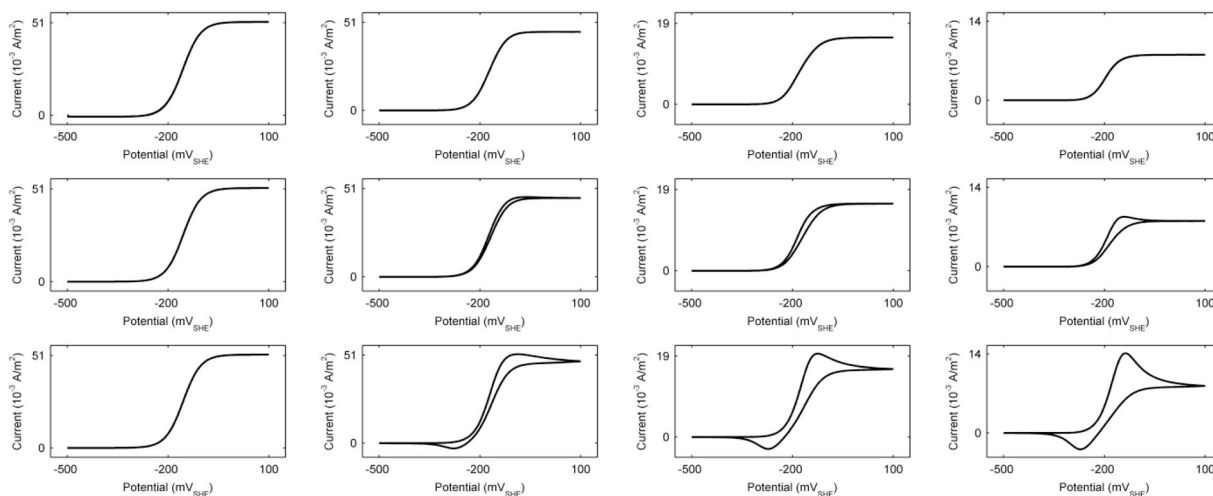 51
Current (10⁻³ A/m²)
0
-500 -200 100
Potential (mV_SHE)
51
Current (10⁻³ A/m²)
0
-500 -200 100
Potential (mV_SHE)
19
Current (10⁻³ A/m²)
0
-500 -200 100
Potential (mV_SHE)
14
Current (10⁻³ A/m²)
0
-500 -200 100
Potential (mV_SHE)
51
Current (10⁻³ A/m²)
0
-500 -200 100
Potential (mV_SHE)
51
Current (10⁻³ A/m²)
0
-500 -200 100
Potential (mV_SHE)
19
Current (10⁻³ A/m²)
0
-500 -200 100
Potential (mV_SHE)
14
Current (10⁻³ A/m²)
0
-500 -200 100
Potential (mV_SHE)
51
Current (10⁻³ A/m²)
0
-500 -200 100
Potential (mV_SHE)
51
Current (10⁻³ A/m²)
0
-500 -200 100
Potential (mV_SHE)
19
Current (10⁻³ A/m²)
0
-500 -200 100
Potential (mV_SHE)
14
Current (10⁻³ A/m²)
0
-500 -200 100
Potential (mV_SHE)